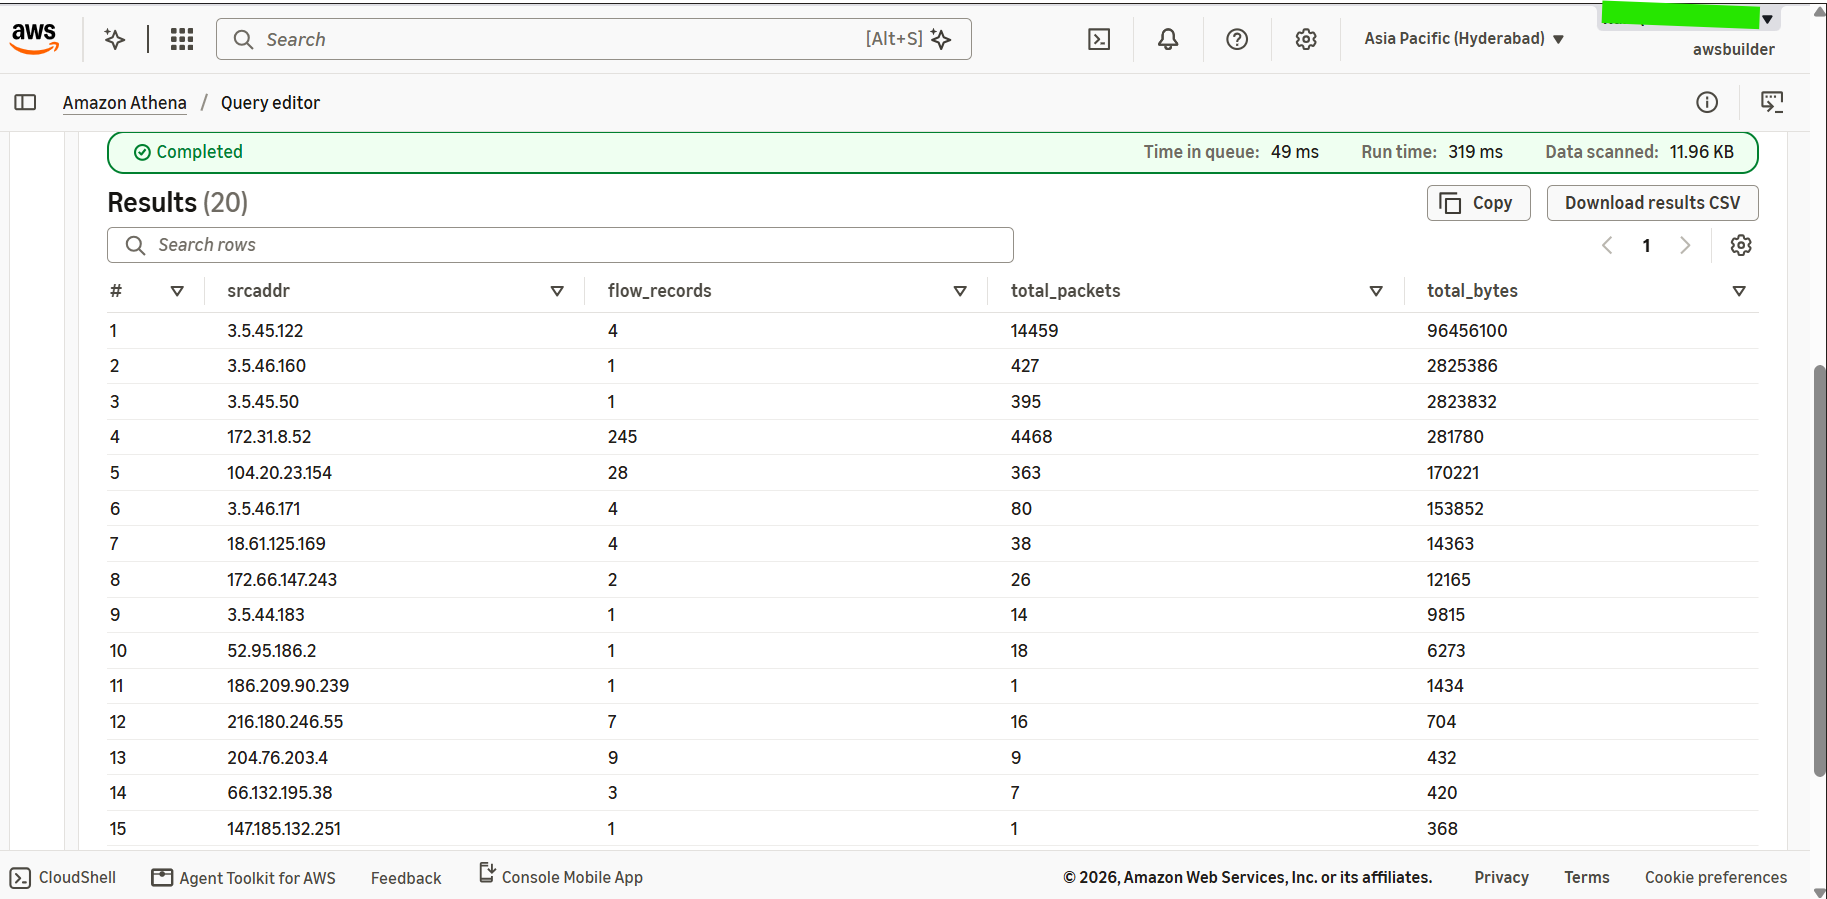 aws
Search [Alt+S]
Asia Pacific (Hyderabad)
awsbuilder
Amazon Athena / Query editor
Completed Time in queue: 49 ms Run time: 319 ms Data scanned: 11.96 KB
Results (20) Copy Download results CSV
Search rows 1
# srcaddr flow_records total_packets total_bytes
1 3.5.45.122 4 14459 96456100
2 3.5.46.160 1 427 2825386
3 3.5.45.50 1 395 2823832
4 172.31.8.52 245 4468 281780
5 104.20.23.154 28 363 170221
6 3.5.46.171 4 80 153852
7 18.61.125.169 4 38 14363
8 172.66.147.243 2 26 12165
9 3.5.44.183 1 14 9815
10 52.95.186.2 1 18 6273
11 186.209.90.239 1 1 1434
12 216.180.246.55 7 16 704
13 204.76.203.4 9 9 432
14 66.132.195.38 3 7 420
15 147.185.132.251 1 1 368
CloudShell Agent Toolkit for AWS Feedback Console Mobile App © 2026, Amazon Web Services, Inc. or its affiliates. Privacy Terms Cookie preferences